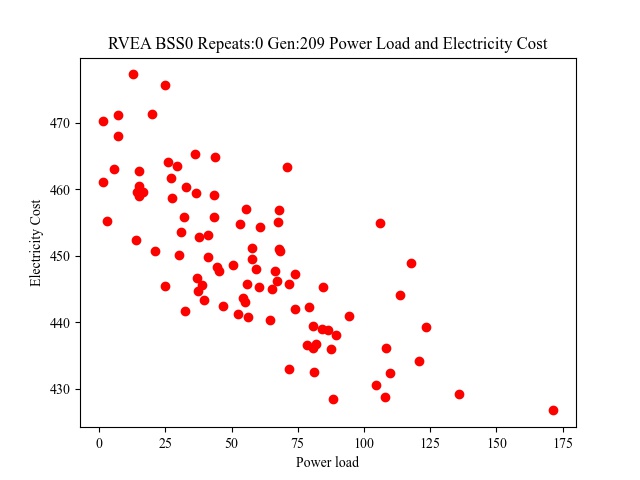 RVEA BSS0 Repeats:0 Gen:209 Power Load and Electricity Cost
470
460
450
440
430
Electricity Cost
0 25 50 75 100 125 150 175
Power load